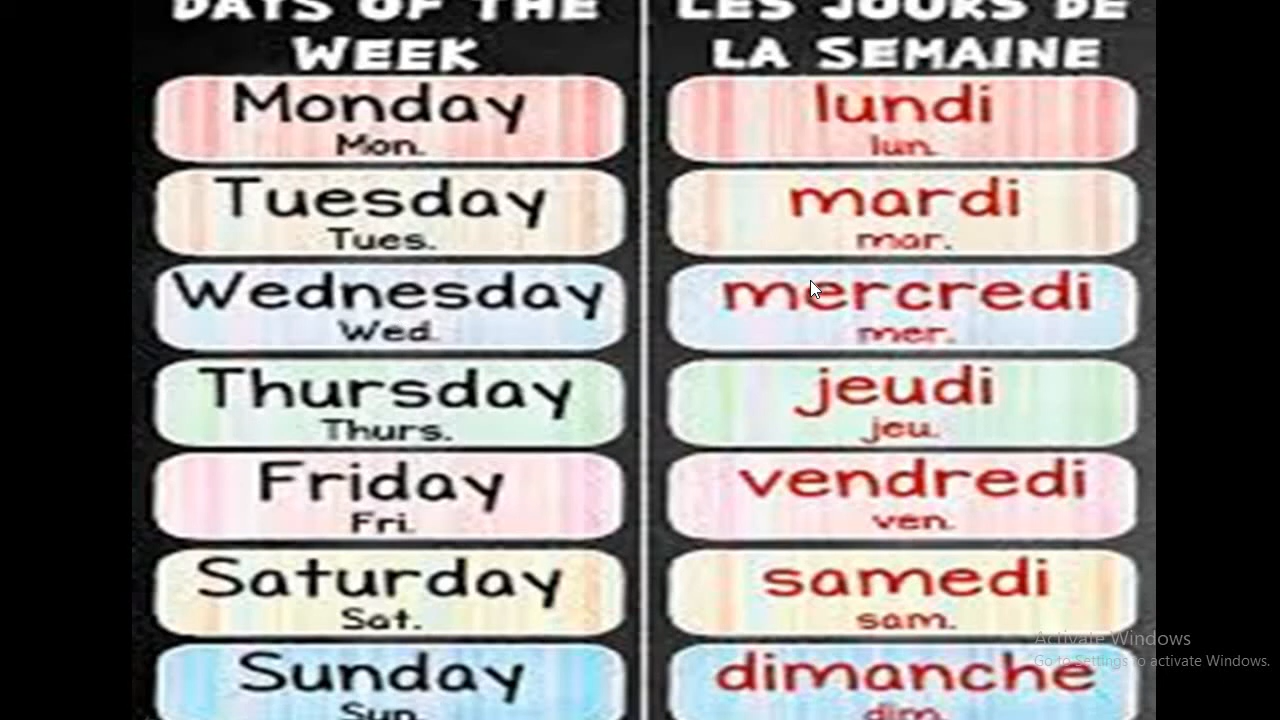 DAYS OF THE
WEEK
Monday
Mon.
Tuesday
Tues.
Wednesday
Wed.
Thursday
Thurs.
Friday
Fri.
Saturday
Sat.
Sunday
Sun.
LES JOURS DE
LA SEMAINE
lundi
lun.
mardi
mar.
mercredi
mer.
jeudi
jeu.
vendredi
ven.
samedi
sam.
dimanche
dim.
Activate Windows
Go to Settings to activate Windows.